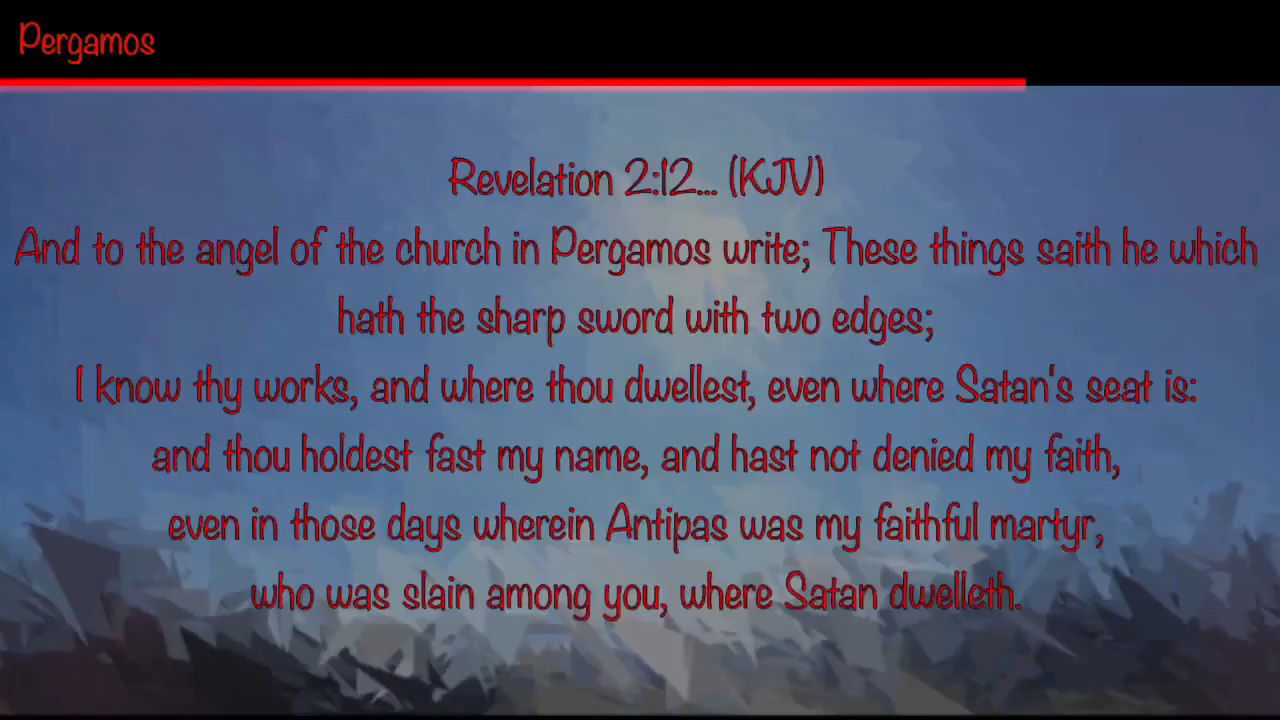 Pergamos
Revelation 2:12... (KJV)
And to the angel of the church in Pergamos write; These things saith he which
hath the sharp sword with two edges;
I know thy works, and where thou dwellest, even where Satan's seat is:
and thou holdest fast my name, and hast not denied my faith,
even in those days wherein Antipas was my faithful martyr,
who was slain among you, where Satan dwelleth.